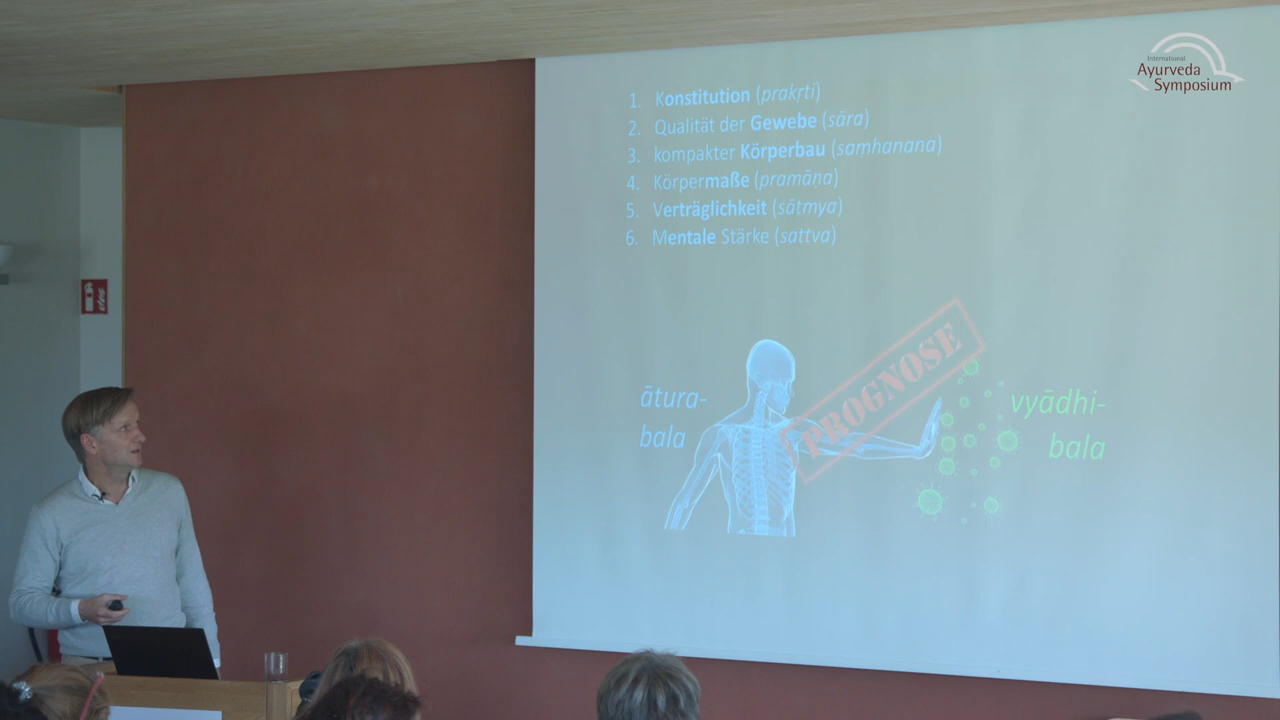 International
Ayurveda
Symposium
1. Konstitution (prakṛti)
2. Qualität der Gewebe (sāra)
3. kompakter Körperbau (saṃhanana)
4. Körpermaße (pramāṇa)
5. Verträglichkeit (sātmya)
6. Mentale Stärke (sattva)
PROGNOSE
ātura-
bala
vyādhi-
bala